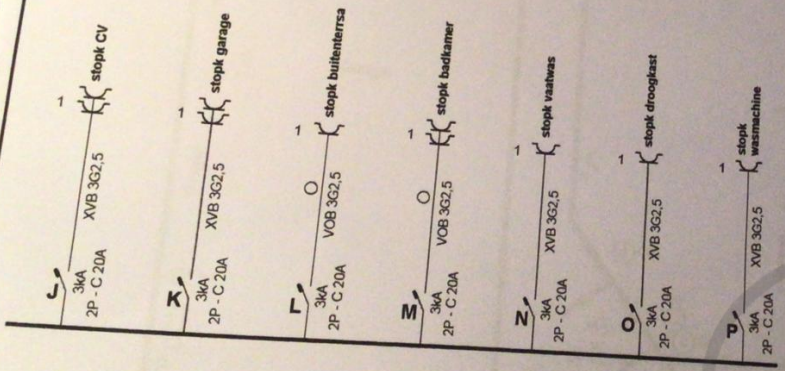 J
3kA
2P - C 20A
XVB 3G2,5
1
stopk CV
K
3kA
2P - C 20A
XVB 3G2,5
1
stopk garage
L
3kA
2P - C 20A
VOB 3G2,5
1
stopk buitenterrsa
M
3kA
2P - C 20A
VOB 3G2,5
1
stopk badkamer
N
3kA
2P - C 20A
XVB 3G2,5
1
stopk vaatwas
O
3kA
2P - C 20A
XVB 3G2,5
1
stopk droogkast
P
3kA
2P - C 20A
XVB 3G2,5
1
stopk
wasmachine